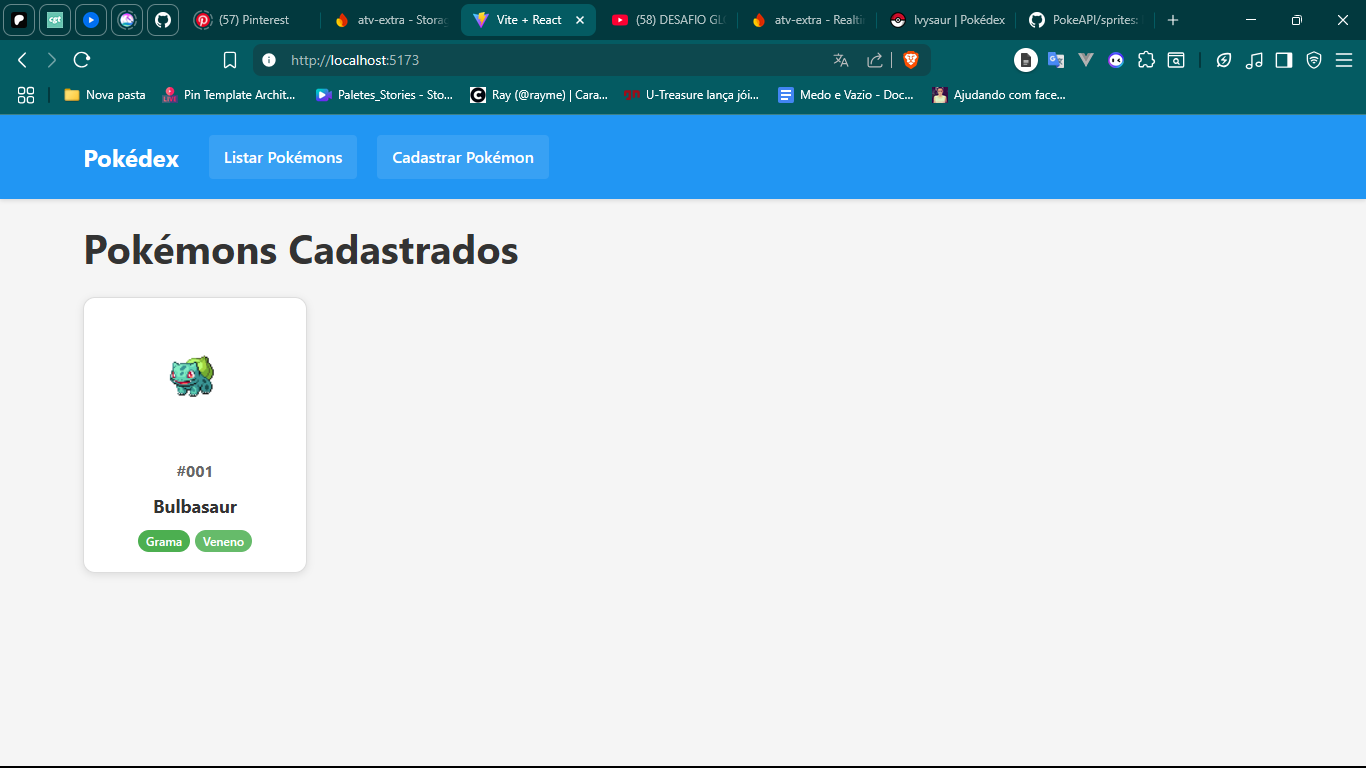 (57) Pinterest
atv-extra - Storag
Vite + React
(58) DESAFIO GLO
atv-extra - Realti
Ivysaur | Pokédex
PokeAPI/sprites:
http://localhost:5173
Nova pasta
Pin Template Archit...
Paletes_Stories - Sto...
Ray (@rayme) | Cara...
U-Treasure lança jói...
Medo e Vazio - Doc...
Ajudando com face...
Pokédex
Listar Pokémons
Cadastrar Pokémon
Pokémons Cadastrados
#001
Bulbasaur
Grama
Veneno